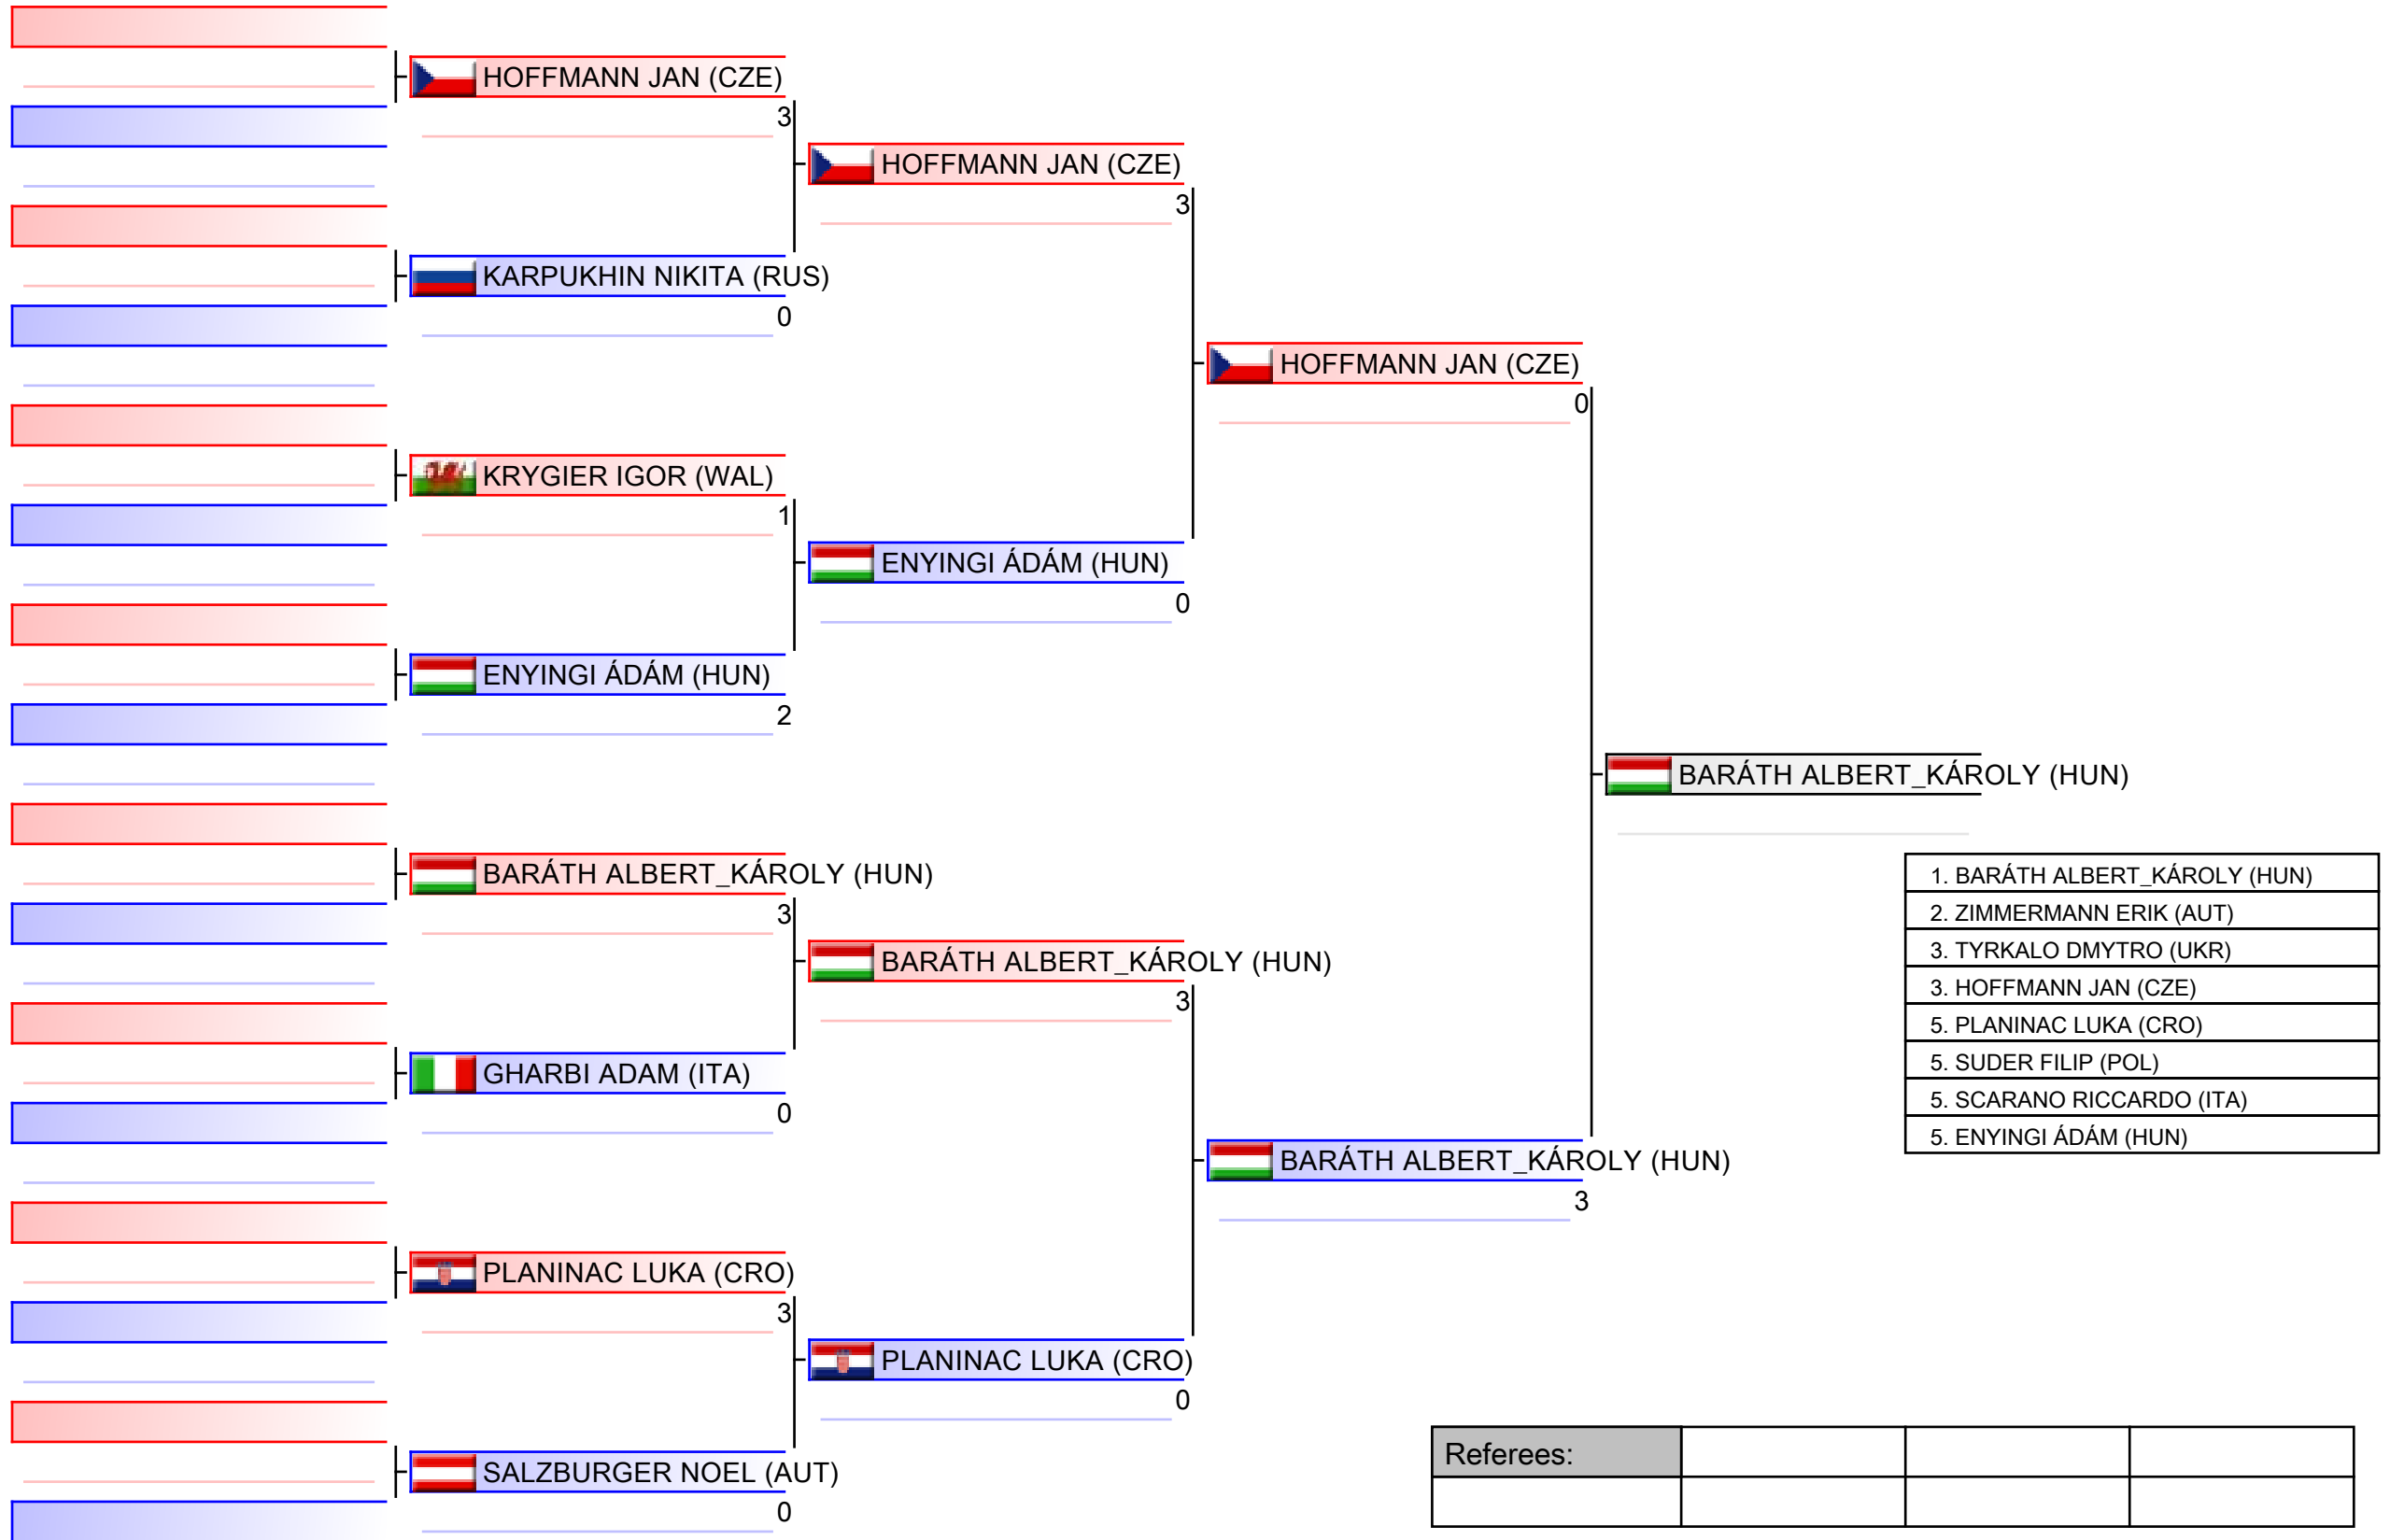 HOFFMANN JAN (CZE)
3
KARPUKHIN NIKITA (RUS)
0
KRYGIER IGOR (WAL)
1
ENYINGI ÁDÁM (HUN)
2
BARÁTH ALBERT_KÁROLY (HUN)
3
GHARBI ADAM (ITA)
0
PLANINAC LUKA (CRO)
3
SALZBURGER NOEL (AUT)
0
HOFFMANN JAN (CZE)
3
ENYINGI ÁDÁM (HUN)
0
BARÁTH ALBERT_KÁROLY (HUN)
3
PLANINAC LUKA (CRO)
0
HOFFMANN JAN (CZE)
0
BARÁTH ALBERT_KÁROLY (HUN)
3
BARÁTH ALBERT_KÁROLY (HUN)
1. BARÁTH ALBERT_KÁROLY (HUN)
2. ZIMMERMANN ERIK (AUT)
3. TYRKALO DMYTRO (UKR)
3. HOFFMANN JAN (CZE)
5. PLANINAC LUKA (CRO)
5. SUDER FILIP (POL)
5. SCARANO RICCARDO (ITA)
5. ENYINGI ÁDÁM (HUN)
Referees: